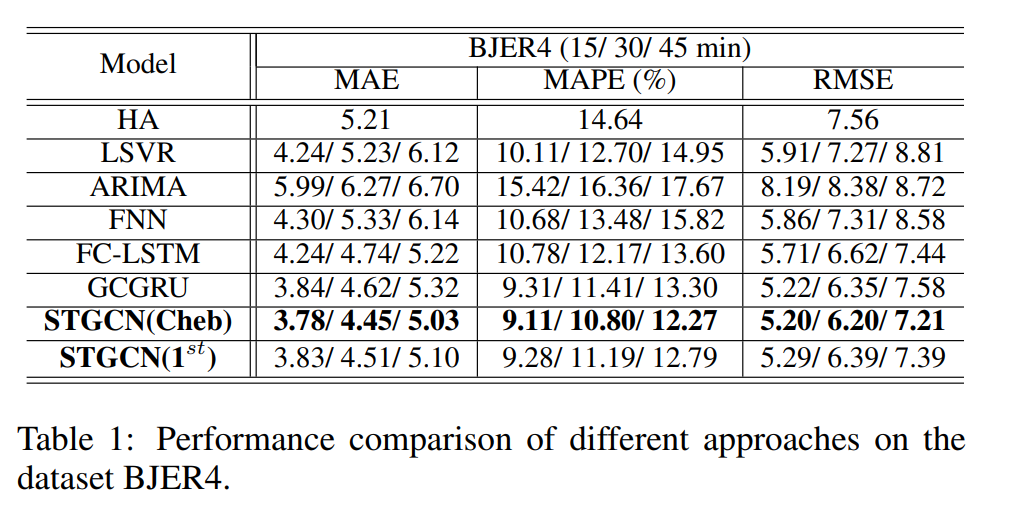 Model BJER4 (15/ 30/ 45 min)
MAE MAPE (%) RMSE
HA 5.21 14.64 7.56
LSVR 4.24/ 5.23/ 6.12 10.11/ 12.70/ 14.95 5.91/ 7.27/ 8.81
ARIMA 5.99/ 6.27/ 6.70 15.42/ 16.36/ 17.67 8.19/ 8.38/ 8.72
FNN 4.30/ 5.33/ 6.14 10.68/ 13.48/ 15.82 5.86/ 7.31/ 8.58
FC-LSTM 4.24/ 4.74/ 5.22 10.78/ 12.17/ 13.60 5.71/ 6.62/ 7.44
GCGRU 3.84/ 4.62/ 5.32 9.31/ 11.41/ 13.30 5.22/ 6.35/ 7.58
STGCN(Cheb) 3.78/ 4.45/ 5.03 9.11/ 10.80/ 12.27 5.20/ 6.20/ 7.21
STGCN(1st) 3.83/ 4.51/ 5.10 9.28/ 11.19/ 12.79 5.29/ 6.39/ 7.39
Table 1: Performance comparison of different approaches on the
dataset BJER4.